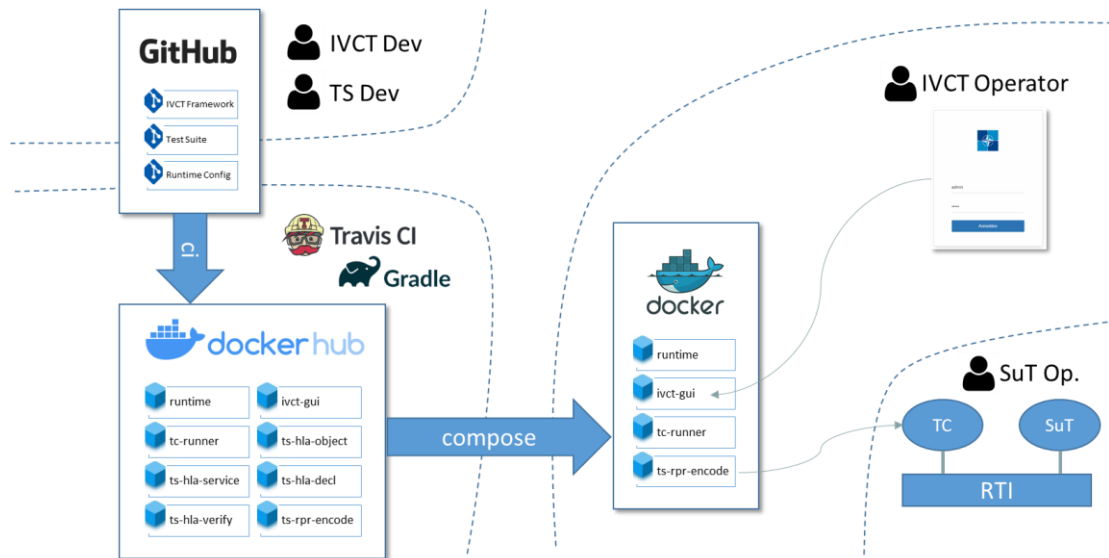 GitHub
IVCT Framework
Test Suite
Runtime Config
IVCT Dev
TS Dev
ci
Travis CI
Gradle
docker hub
runtime
ivct-gui
tc-runner
ts-hla-object
ts-hla-service
ts-hla-decl
ts-hla-verify
ts-rpr-encode
compose
docker
runtime
ivct-gui
tc-runner
ts-rpr-encode
IVCT Operator
admin
Anmelden
SuT Op.
TC
SuT
RTI